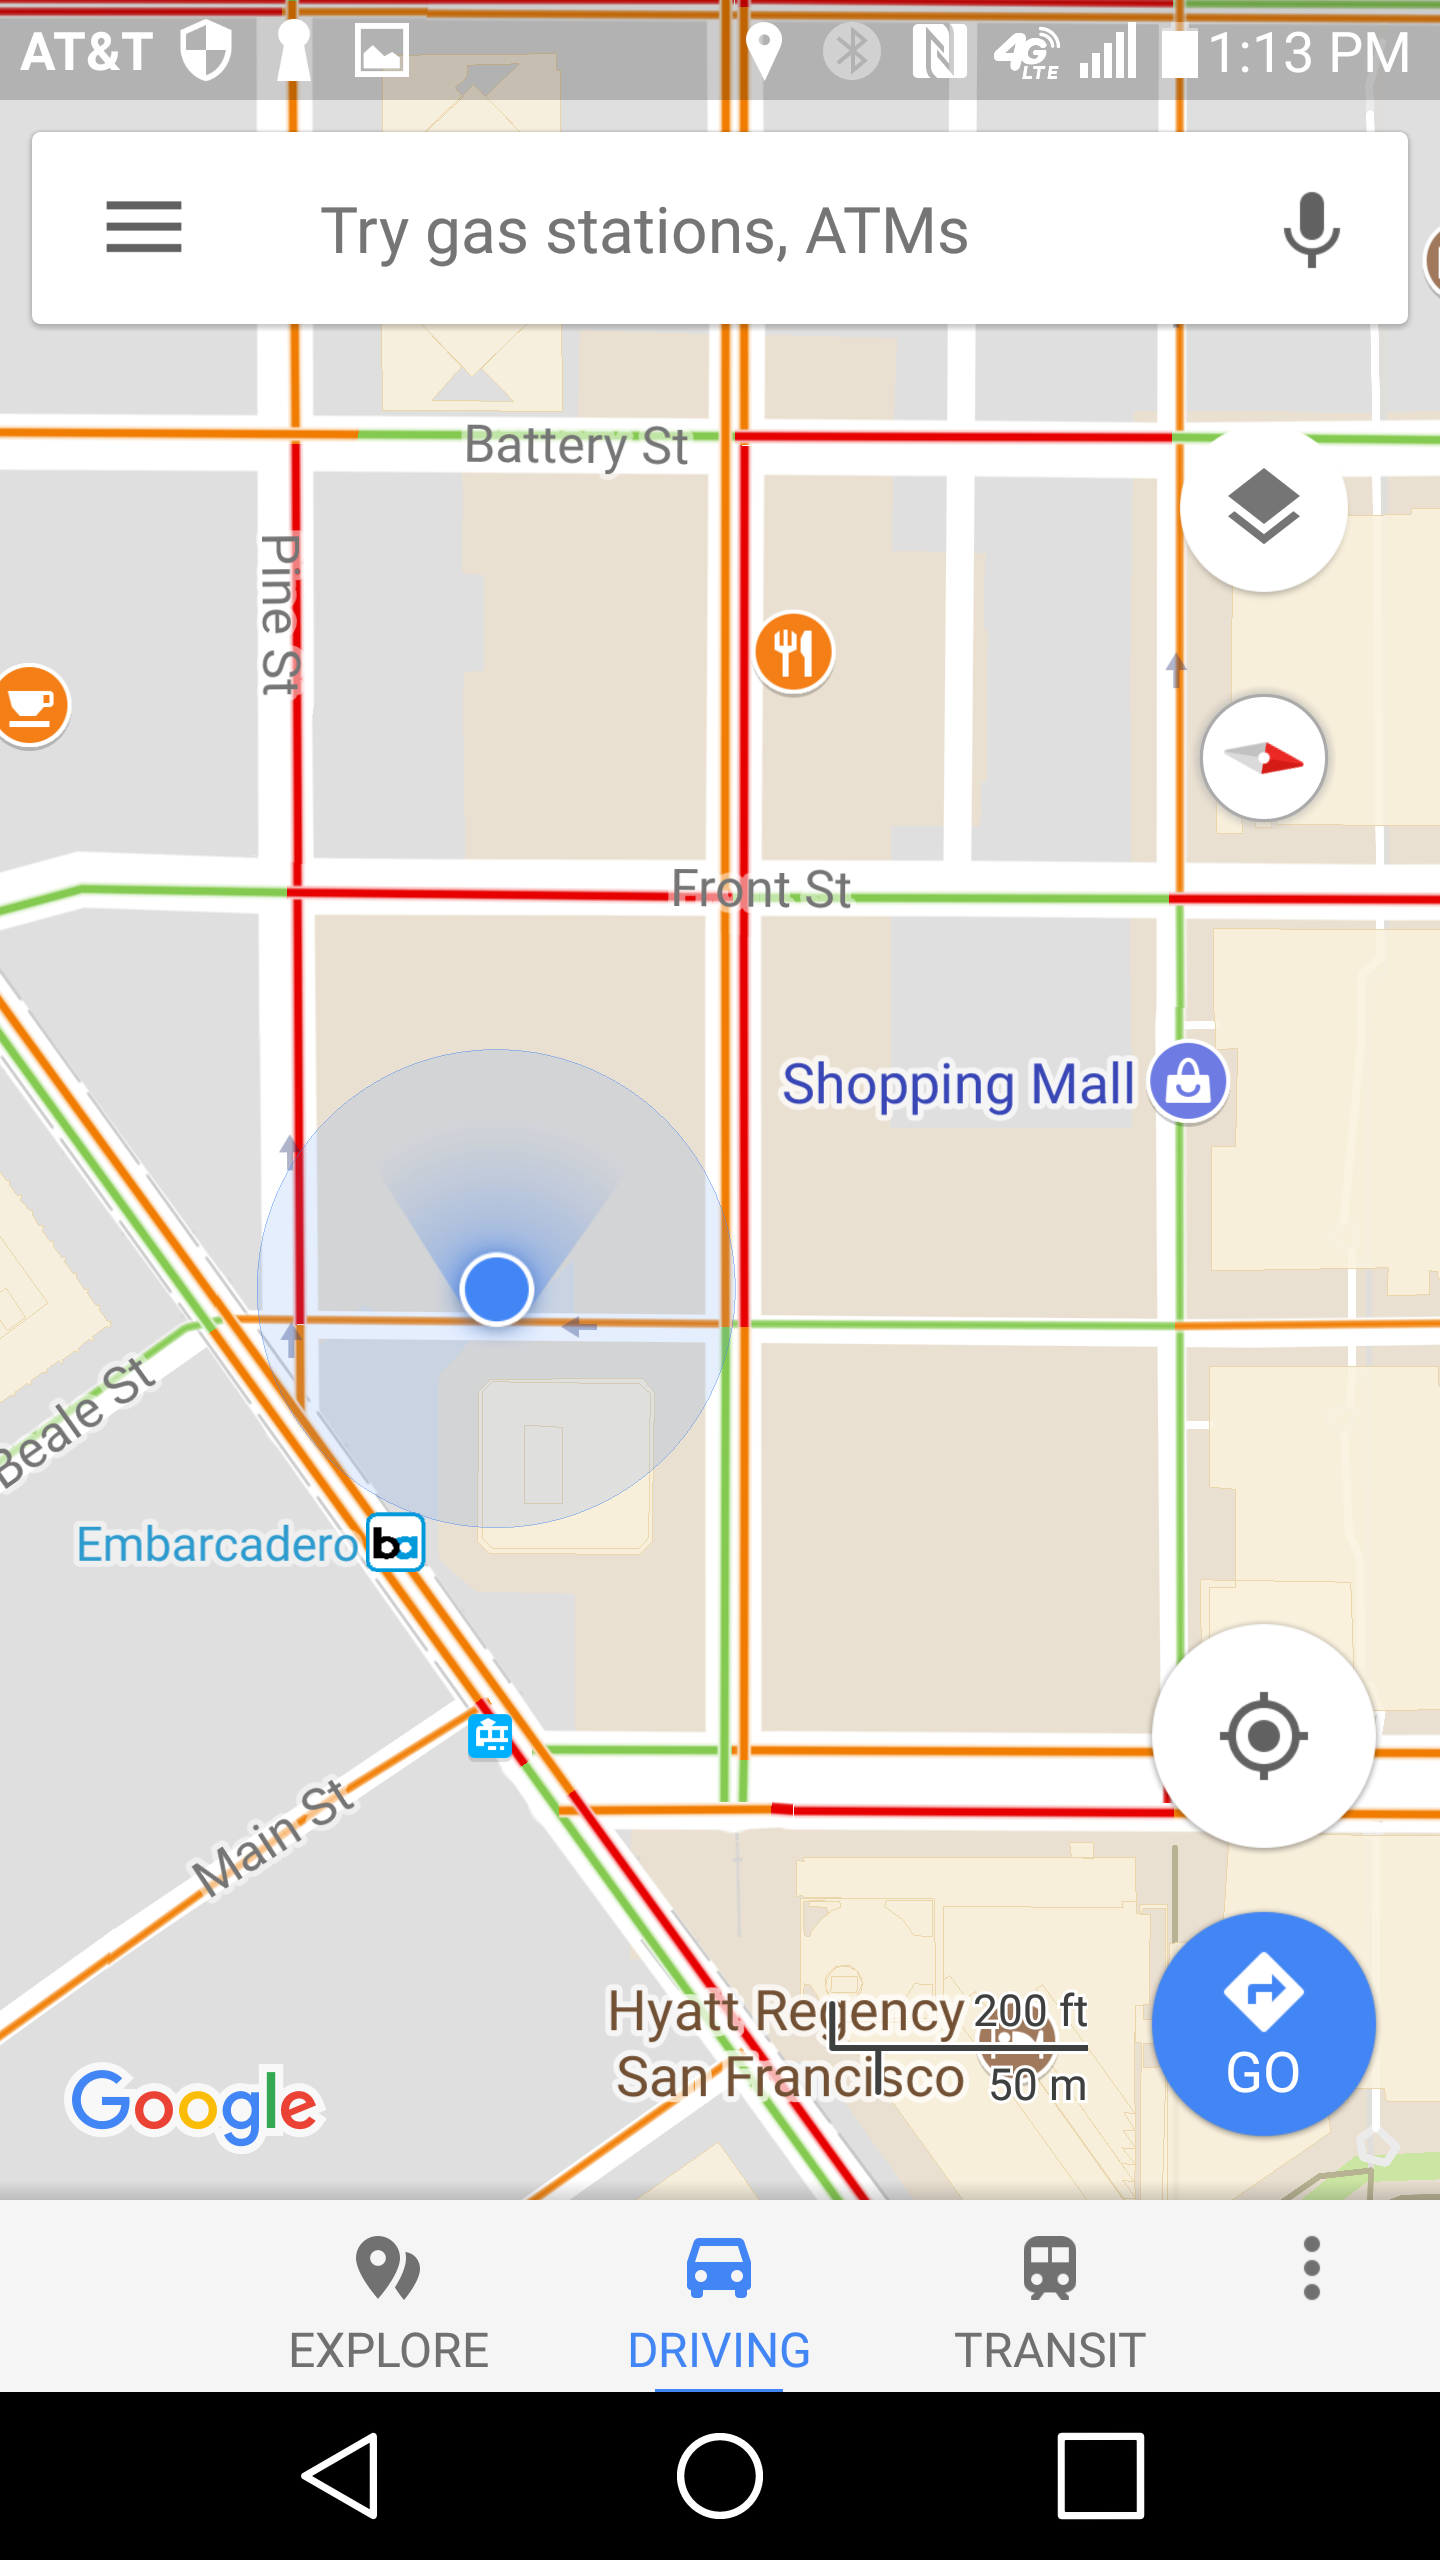 AT&T
4G LTE
1:13 PM
Try gas stations, ATMs
Battery St
Pine St
Front St
Shopping Mall
Beale St
Embarcadero
ba
Main St
Hyatt Regency
San Francisco
200 ft
50 m
Google
GO
EXPLORE
DRIVING
TRANSIT